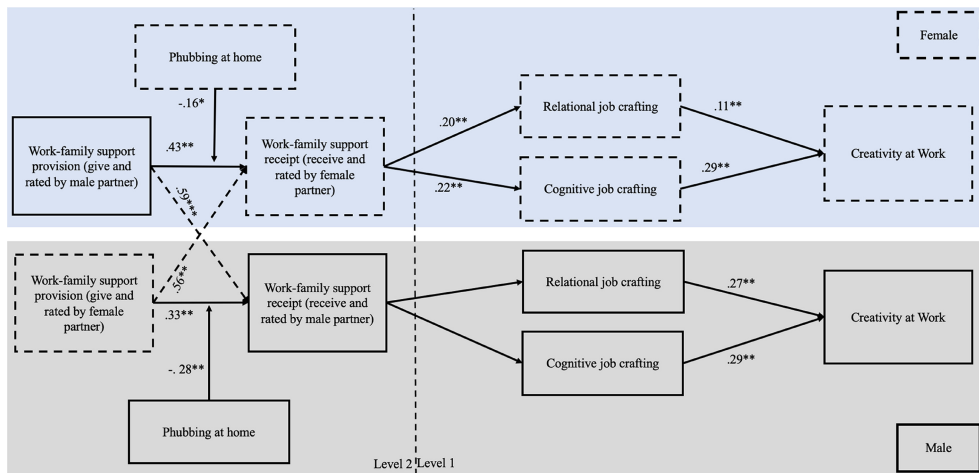 Female
Phubbing at home
-.16*
Work-family support
provision (give and
rated by male partner)
.43**
Work-family support
receipt (receive and
rated by female
partner)
.20**
.22**
Relational job crafting
Cognitive job crafting
.11**
.29**
Creativity at Work
.59***
.56**
Work-family support
provision (give and
rated by female
partner)
.33**
Work-family support
receipt (receive and
rated by male partner)
Relational job crafting
Cognitive job crafting
.27**
.29**
Creativity at Work
-. 28**
Phubbing at home
Level 2
Level 1
Male